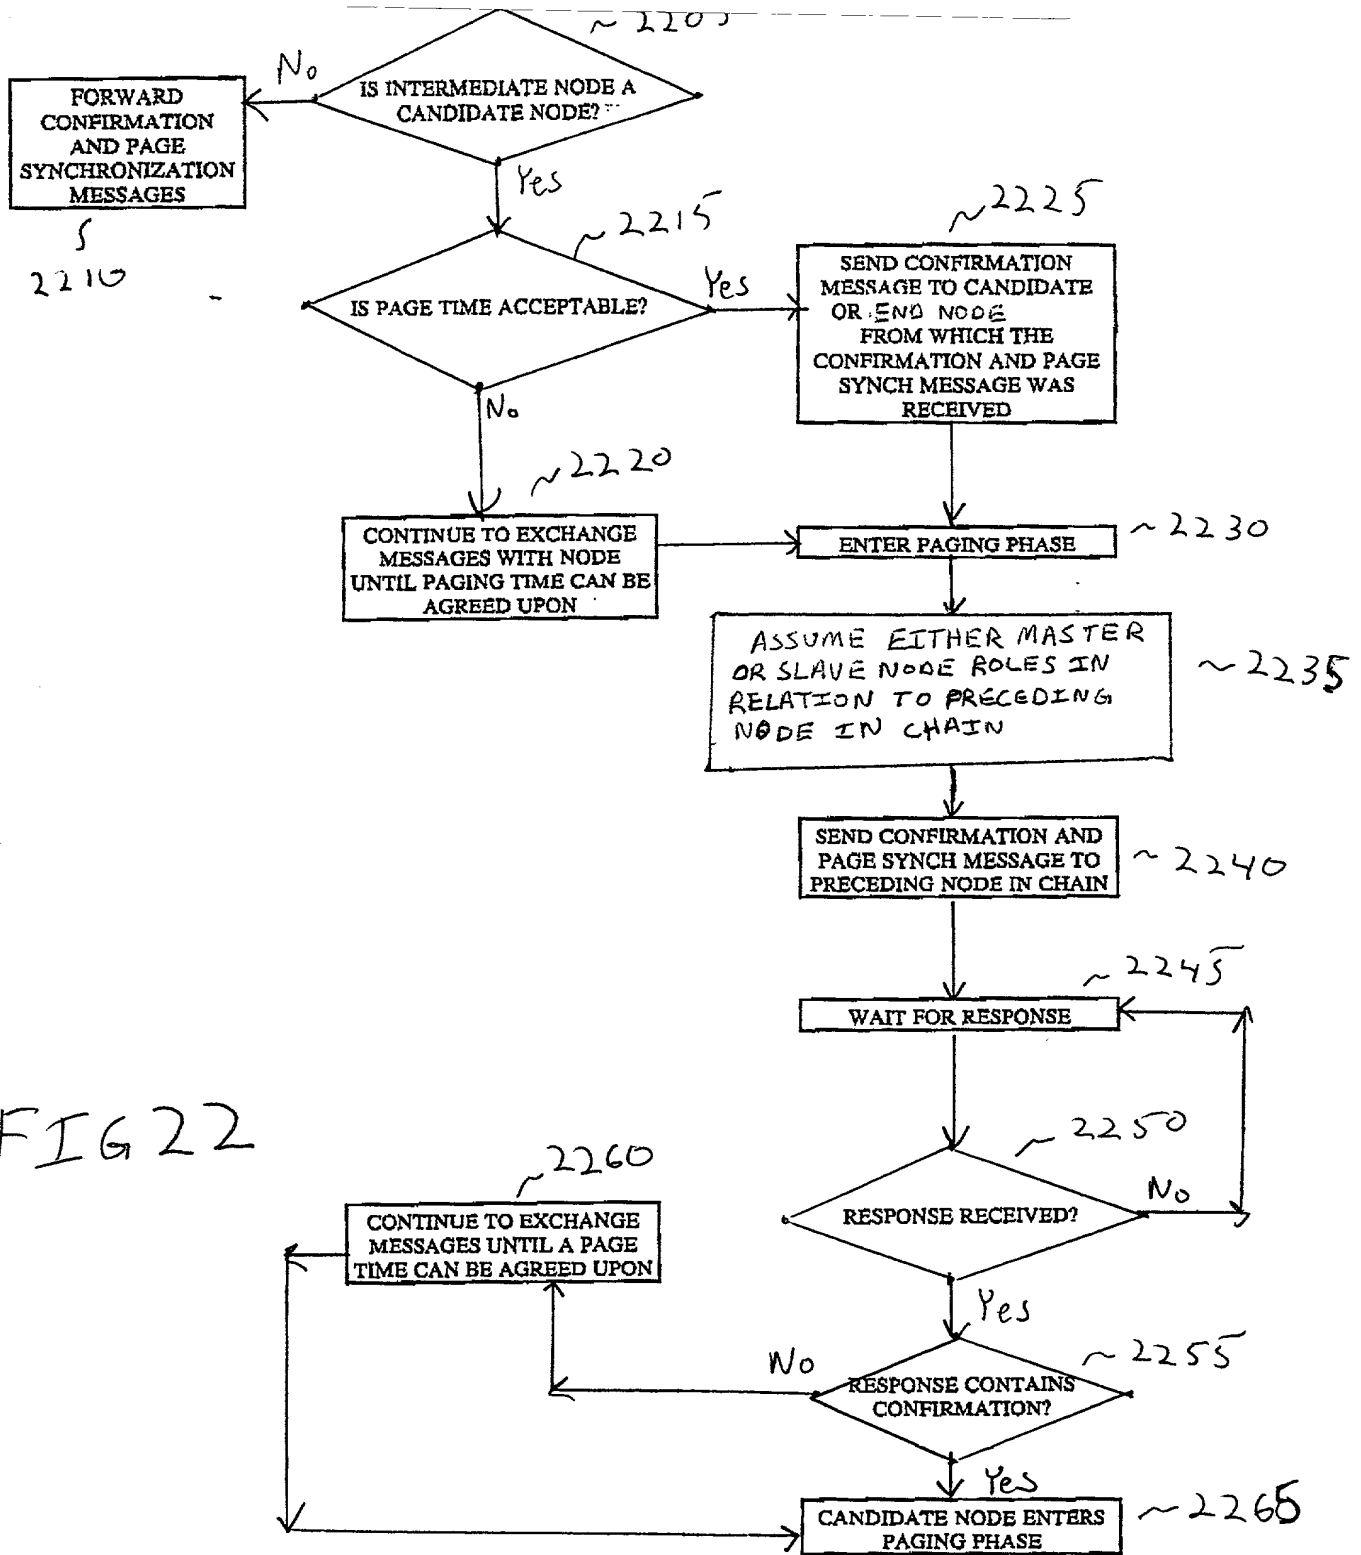 ~ 2205
No
IS INTERMEDIATE NODE A
CANDIDATE NODE?
FORWARD
CONFIRMATION
AND PAGE
SYNCHRONIZATION
MESSAGES
2210
Yes
~ 2215
~ 2225
IS PAGE TIME ACCEPTABLE?
Yes
SEND CONFIRMATION
MESSAGE TO CANDIDATE
OR END NODE
FROM WHICH THE
CONFIRMATION AND PAGE
SYNCH MESSAGE WAS
RECEIVED
No
~ 2220
CONTINUE TO EXCHANGE
MESSAGES WITH NODE
UNTIL PAGING TIME CAN BE
AGREED UPON
ENTER PAGING PHASE
~ 2230
ASSUME EITHER MASTER
OR SLAVE NODE ROLES IN
RELATION TO PRECEDING
NODE IN CHAIN
~ 2235
SEND CONFIRMATION AND
PAGE SYNCH MESSAGE TO
PRECEDING NODE IN CHAIN
~ 2240
~ 2245
WAIT FOR RESPONSE
FIG 22
~ 2250
RESPONSE RECEIVED?
No
~ 2260
CONTINUE TO EXCHANGE
MESSAGES UNTIL A PAGE
TIME CAN BE AGREED UPON
Yes
~ 2255
No
RESPONSE CONTAINS
CONFIRMATION?
Yes
CANDIDATE NODE ENTERS
PAGING PHASE
~ 2265